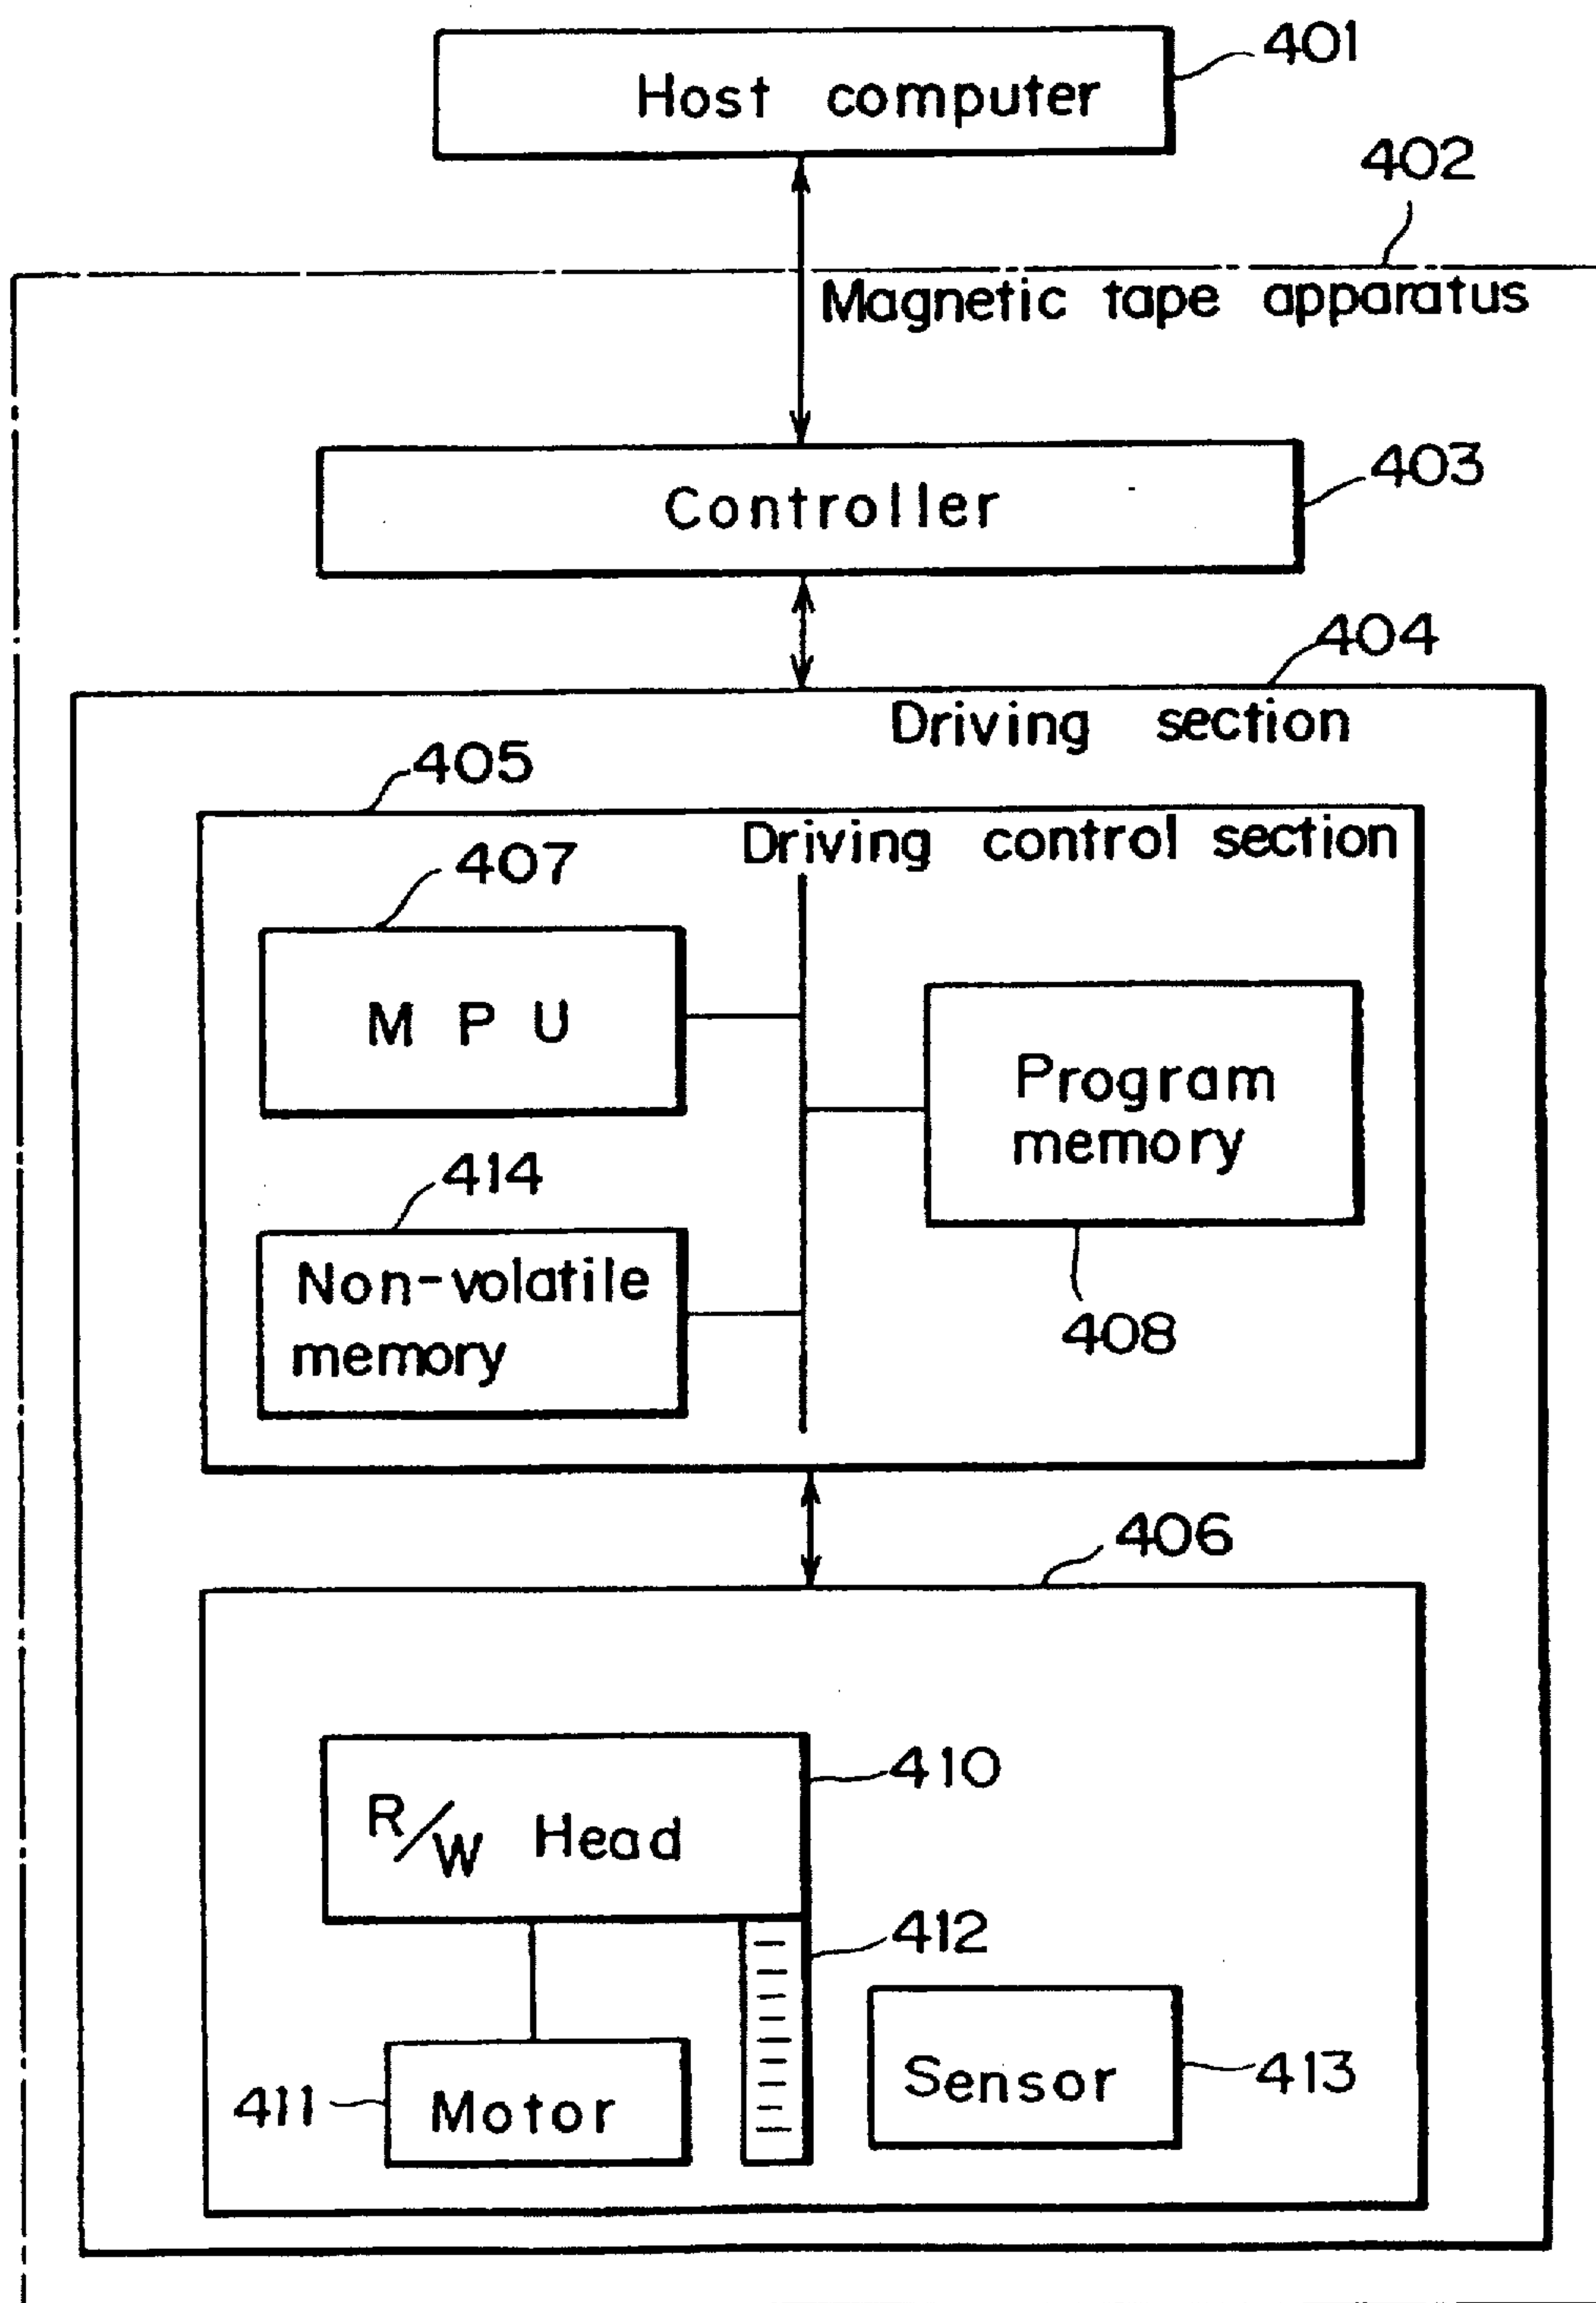 401
Host computer
402
Magnetic tape apparatus
403
Controller
404
Driving section
405
Driving control section
407
M P U
Program
memory
414
Non-volatile
memory
408
406
410
R/W Head
412
Sensor
413
411
Motor